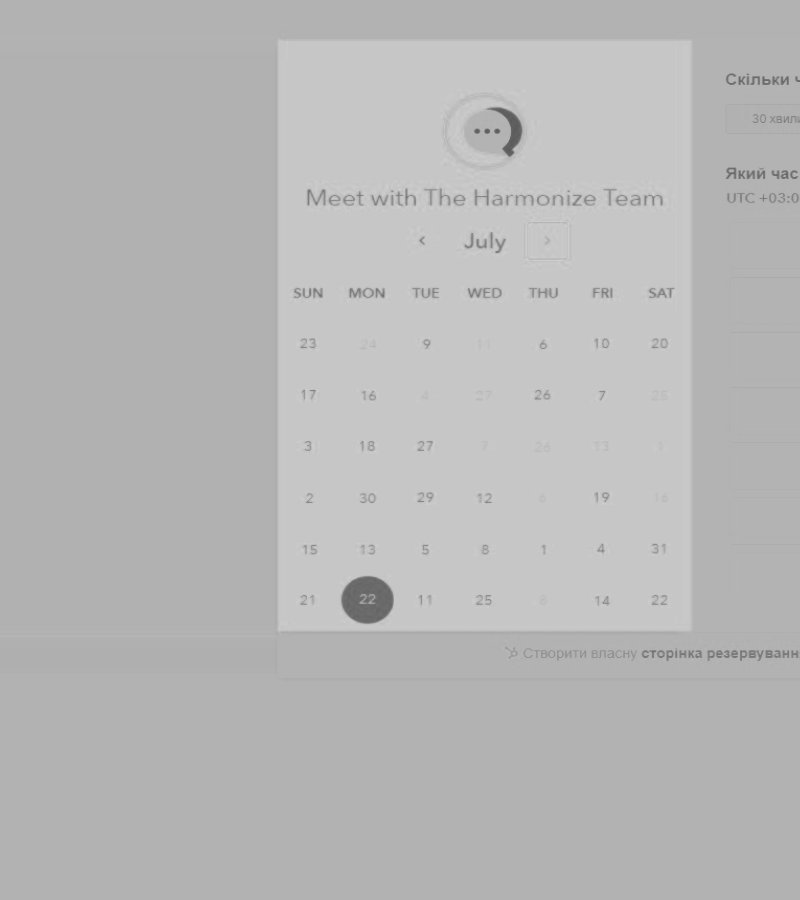 Meet with The Harmonize Team
July
SUN MON TUE WED THU FRI SAT
23 24 9 11 6 10 20
17 16 4 27 26 7 25
3 18 27 7 26 13 1
2 30 29 12 6 19 16
15 13 5 8 1 4 31
21 22 11 25 8 14 22
Скільки ч
30 хвили
Який час
UTC +03:0
Створити власну сторінка резервуванн